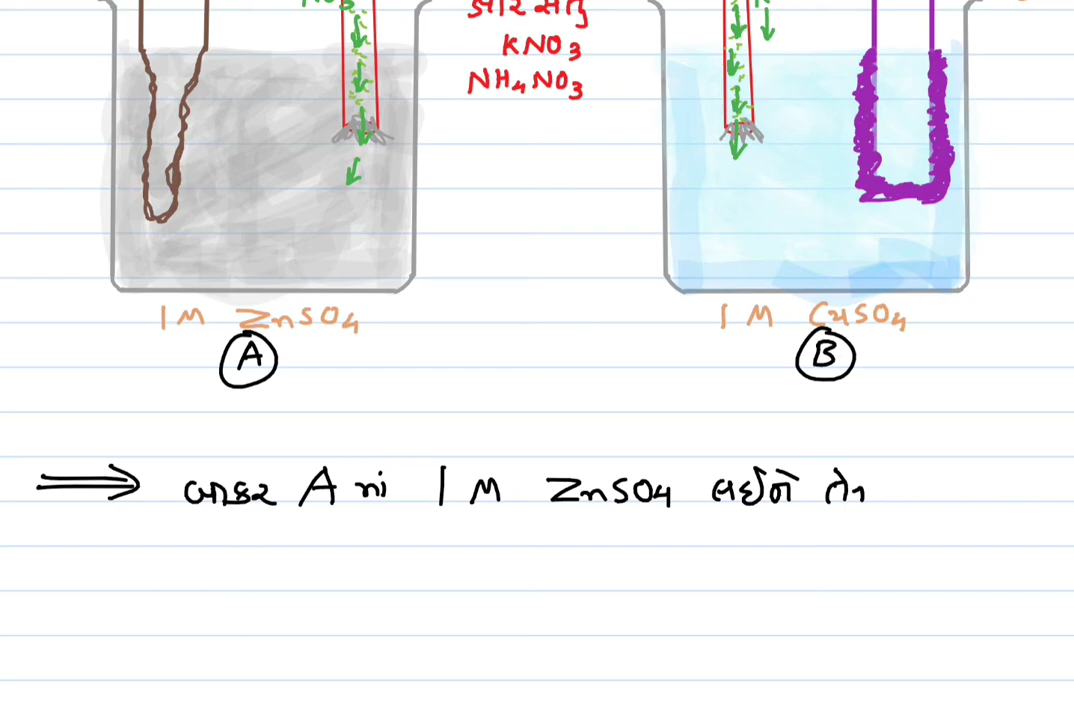 ક્ષાર સેતુ
KNO3
NH4NO3
1 M ZnSO4
1 M CuSO4
A
B
⟹ બીકર A માં 1 M ZnSO4 લઈને તે